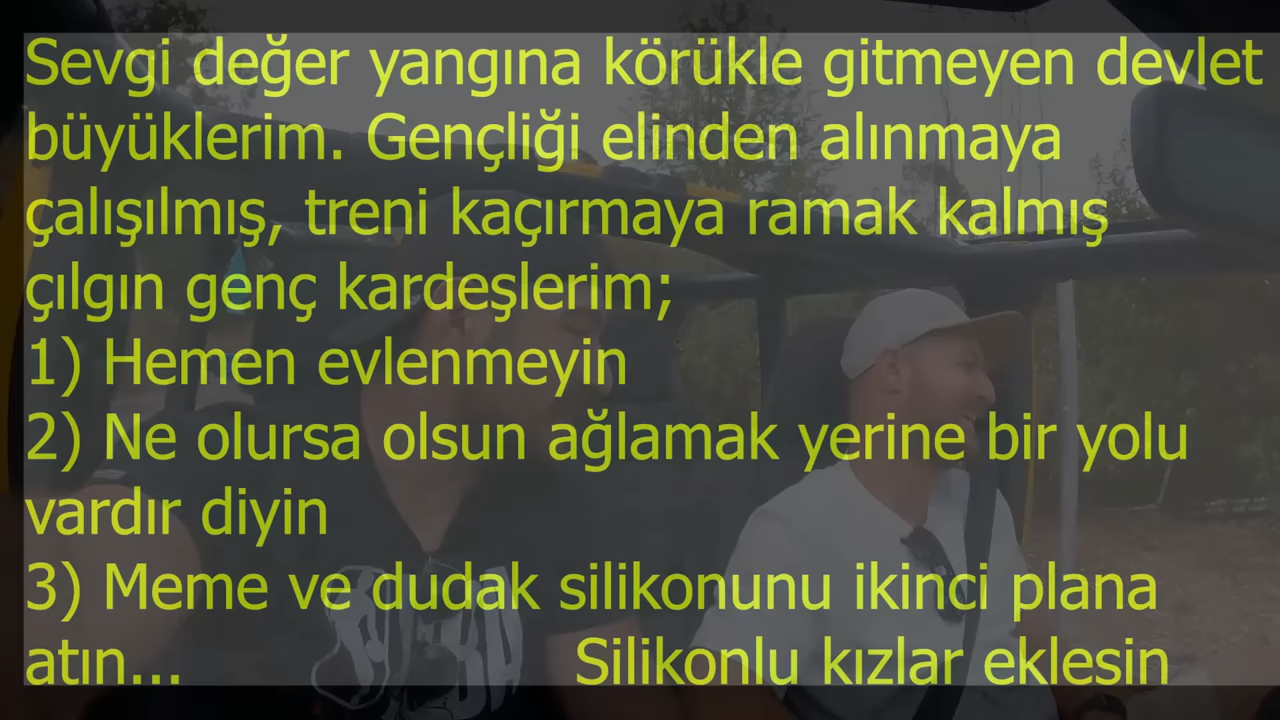 Sevgi değer yangına körükle gitmeyen devlet
büyüklerim. Gençliği elinden alınmaya
çalışılmış, treni kaçırmaya ramak kalmış
çılgın genç kardeşlerim;
1) Hemen evlenmeyin
2) Ne olursa olsun ağlamak yerine bir yolu
vardır diyin
3) Meme ve dudak silikonunu ikinci plana
atın... Silikonlu kızlar eklesin